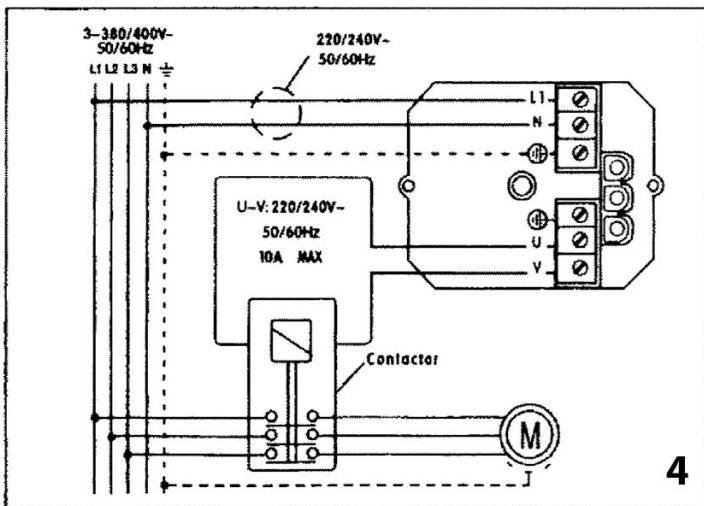 3~380/400V~
50/60Hz
L1 L2 L3 N
220/240V~
50/60Hz
L1
N
U-V: 220/240V~
50/60Hz
10A MAX
U
V
Contactor
M
4